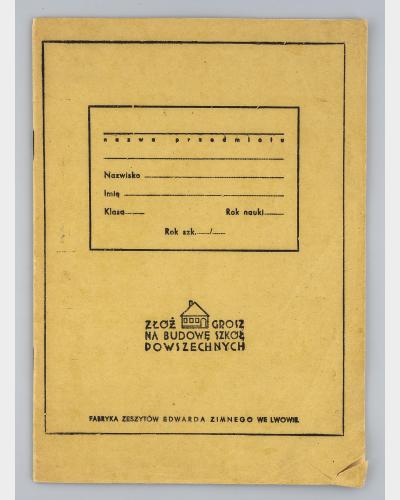 nazwa przedmiotu
Nazwisko
Imię
Klasa Rok nauki
Rok szk. /
ZŁÓŻ GROSZ
NA BUDOWĘ SZKÓŁ
POWSZECHNYCH
FABRYKA ZESZYTÓW EDWARDA ZIMNEGO WE LWOWIE.